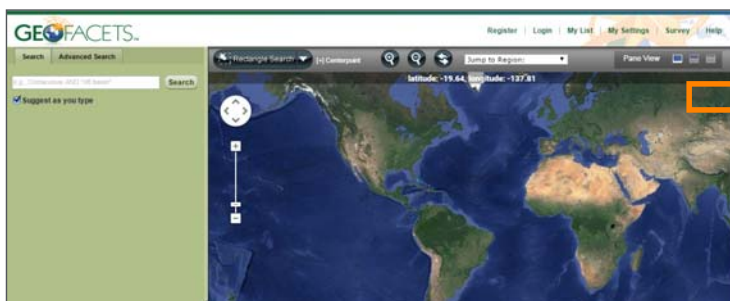 GEOFACETS™
Register | Login | My List | My Settings | Survey | Help
Search Advanced Search
Rectangle Search [+] Centerpoint Jump to Region: Pane View
latitude: -19.64, longitude: -137.81
Search
Suggest as you type